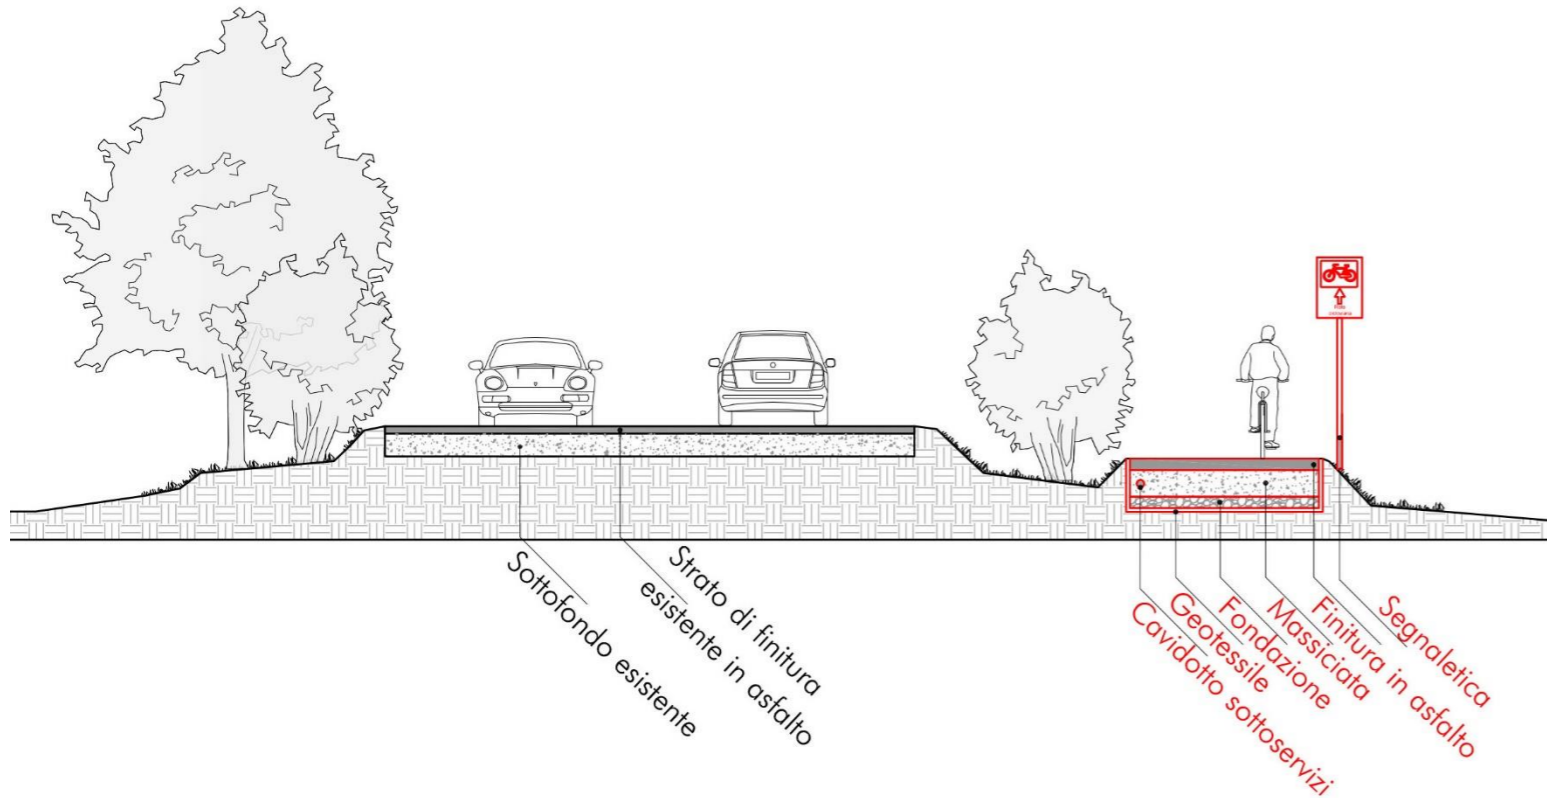 Sottofondo esistente
Strato di finitura
esistente in asfalto
Cavidotto sottoservizi
Geotessile
Fondazione
Massiciata
Finitura in asfalto
Segnaletica